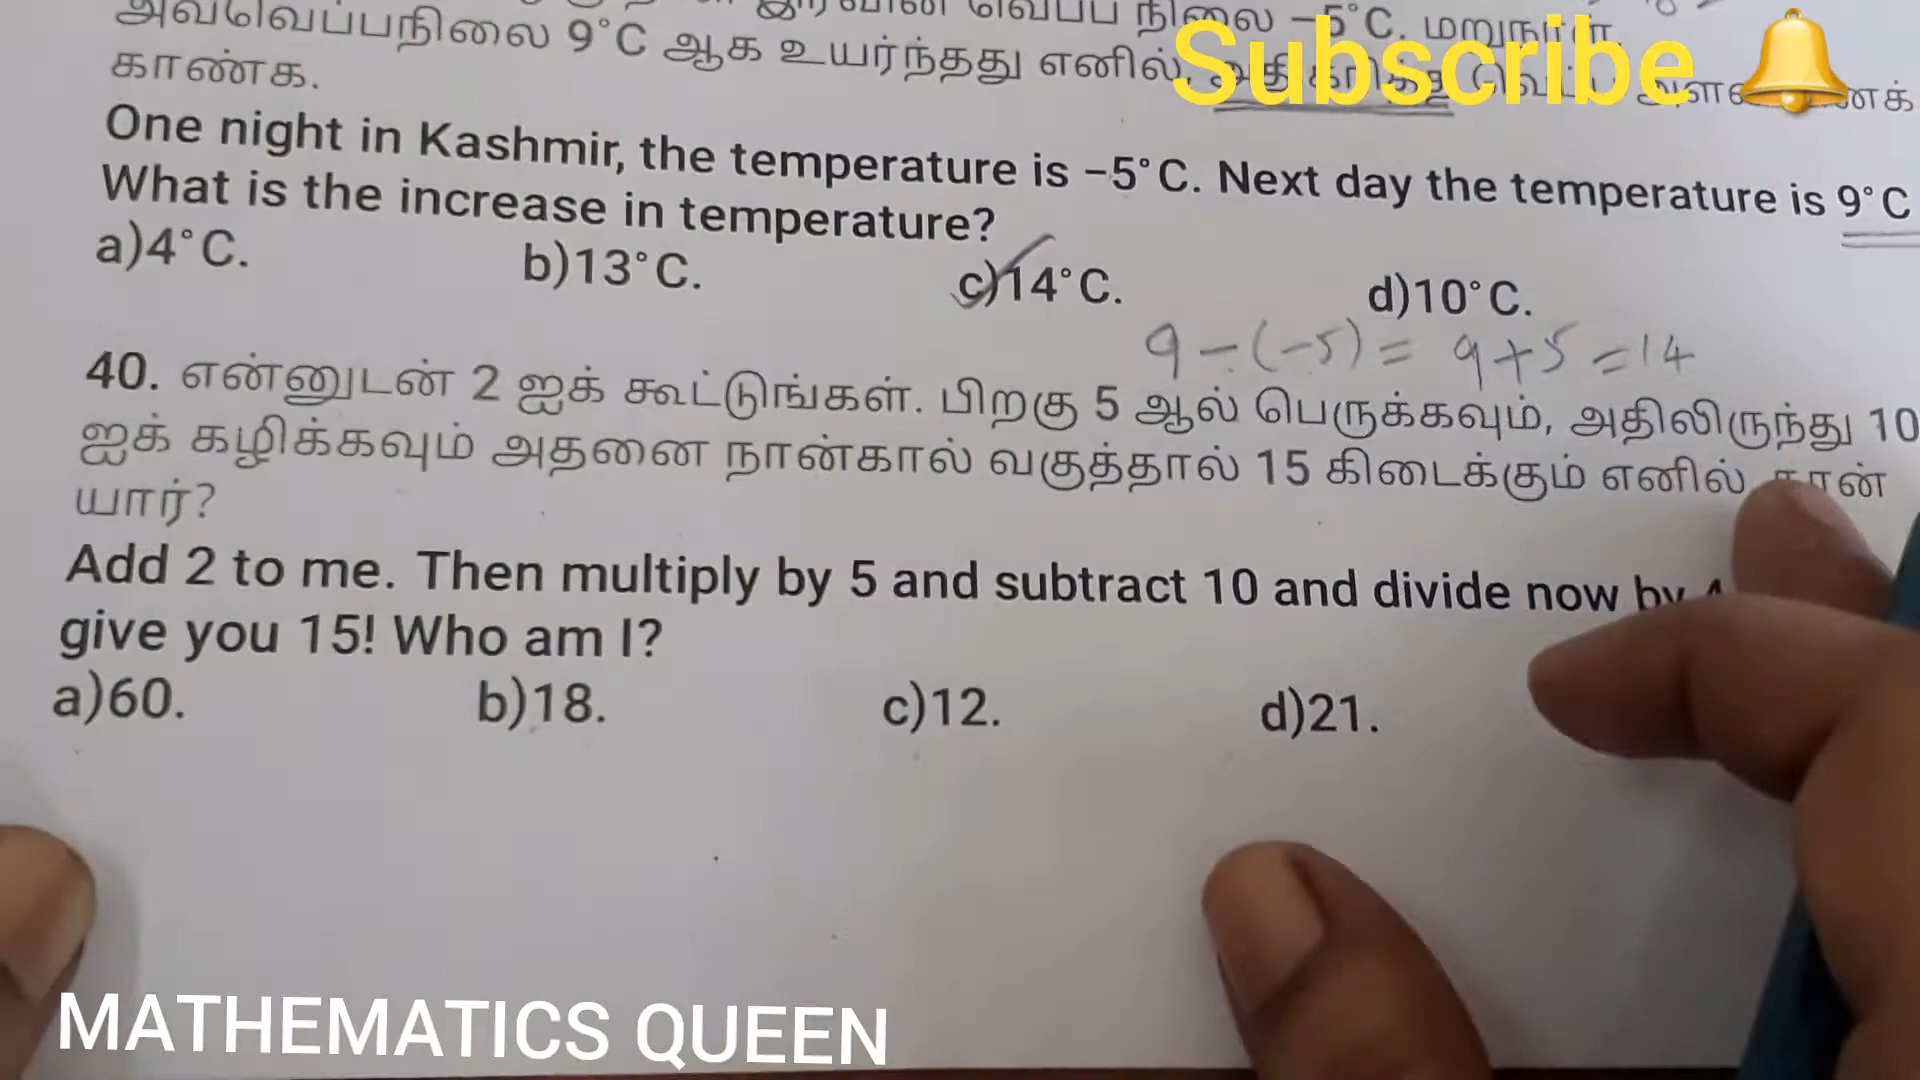 வெப்ப நிலை –5°C. மறுநாள்
அவ்வெப்பநிலை 9°C ஆக உயர்ந்தது எனில்,
காண்க.
Subscribe
One night in Kashmir, the temperature is –5°C. Next day the temperature is 9°C
What is the increase in temperature?
a)4°C. b)13°C. c)14°C. d)10°C.
9 – (–5) = 9 + 5 = 14
40. என்னுடன் 2 ஐக் கூட்டுங்கள். பிறகு 5 ஆல் பெருக்கவும், அதிலிருந்து 10
ஐக் கழிக்கவும் அதனை நான்கால் வகுத்தால் 15 கிடைக்கும் எனில் நான்
யார்?
Add 2 to me. Then multiply by 5 and subtract 10 and divide now by 4
give you 15! Who am I?
a)60. b)18. c)12. d)21.
MATHEMATICS QUEEN